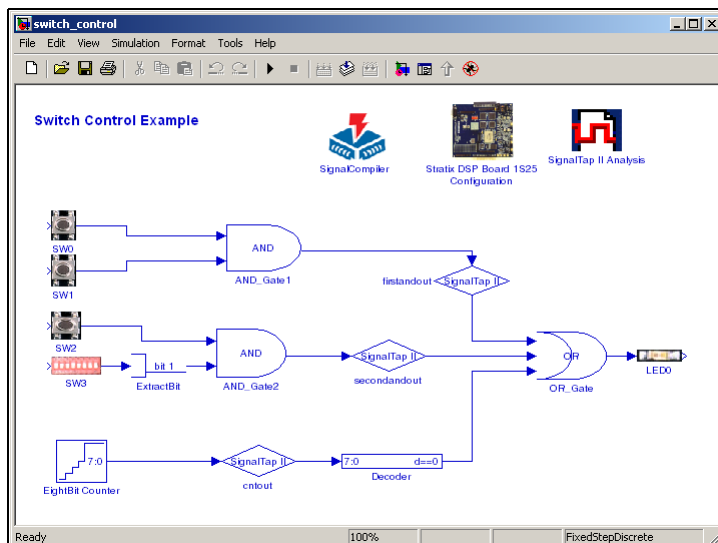 switch_control
File Edit View Simulation Format Tools Help
Switch Control Example
SignalCompiler
Stratix DSP Board 1S25
Configuration
SignalTap II Analysis
SW0
SW1
AND
AND_Gate1
firstandout
SignalTap II
SW2
SW3
bit 1
ExtractBit
AND
AND_Gate2
SignalTap II
secondandout
OR
OR_Gate
LED0
7:0
EightBit Counter
SignalTap II
cntout
7:0 d==0
Decoder
Ready 100% FixedStepDiscrete